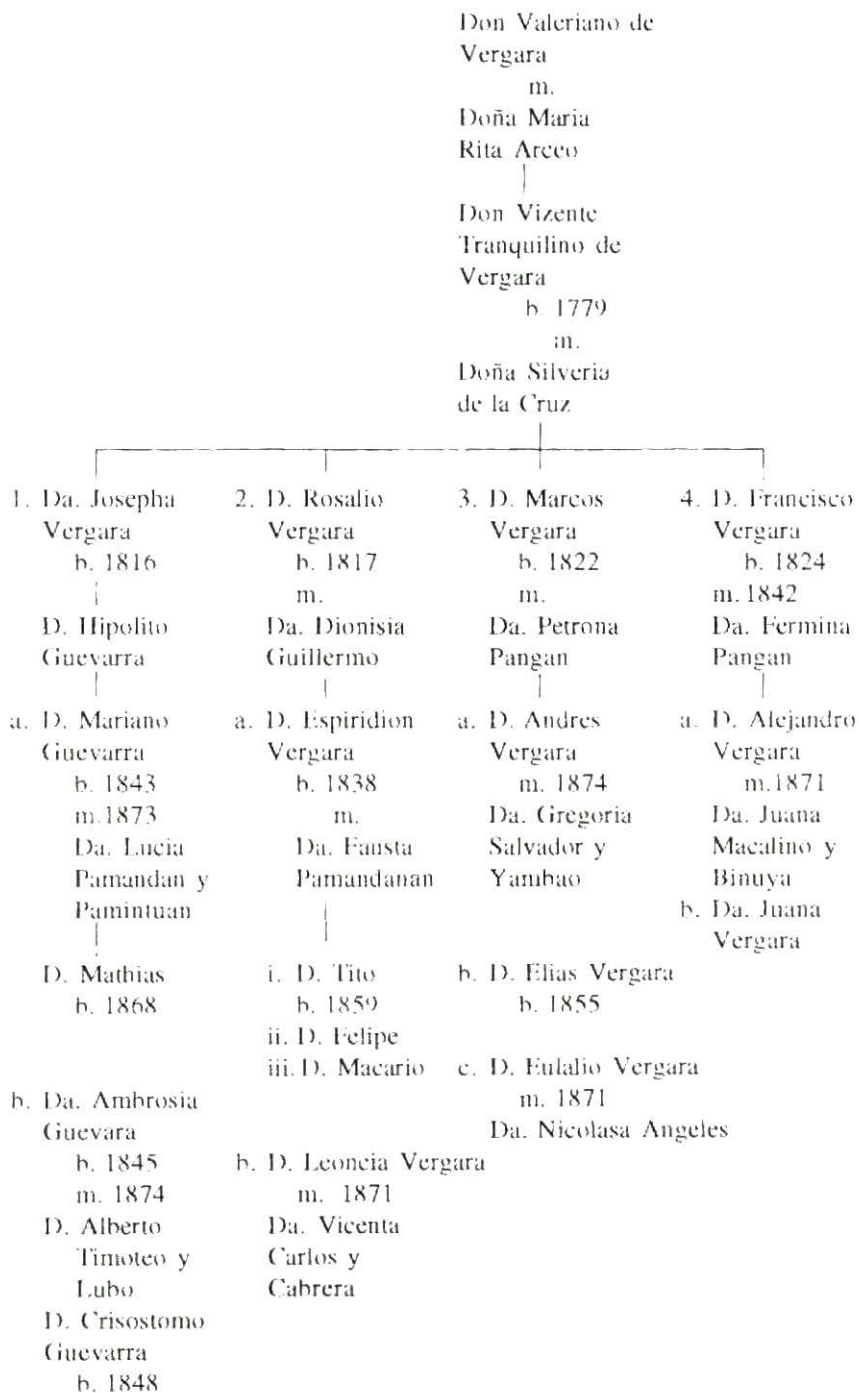 Don Valeriano de
Vergara
m.
Doña Maria
Rita Arceo
Don Vizente
Tranquilino de
Vergara
b. 1779
m.
Doña Silveria
de la Cruz
1. Da. Josepha
Vergara
b. 1816
D. Hipolito
Guevarra
a. D. Mariano
Guevarra
b. 1843
m.1873
Da. Lucia
Pamandan y
Pamintuan
D. Mathias
b. 1868
b. Da. Ambrosia
Guevara
b. 1845
m. 1874
D. Alberto
Timoteo y
Lubo
D. Crisostomo
Guevarra
b. 1848
2. D. Rosalio
Vergara
b. 1817
m.
Da. Dionisia
Guillermo
a. D. Espiridion
Vergara
b. 1838
m.
Da. Fausta
Pamandanan
i. D. Tito
b. 1859
ii. D. Felipe
iii. D. Macario
b. D. Leoncia Vergara
m. 1871
Da. Vicenta
Carlos y
Cabrera
3. D. Marcos
Vergara
b. 1822
m.
Da. Petrona
Pangan
a. D. Andres
Vergara
m. 1874
Da. Gregoria
Salvador y
Yambao
b. D. Elias Vergara
b. 1855
c. D. Eulalio Vergara
m. 1871
Da. Nicolasa Angeles
4. D. Francisco
Vergara
b. 1824
m.1842
Da. Fermina
Pangan
a. D. Alejandro
Vergara
m.1871
Da. Juana
Macalino y
Binuya
b. Da. Juana
Vergara